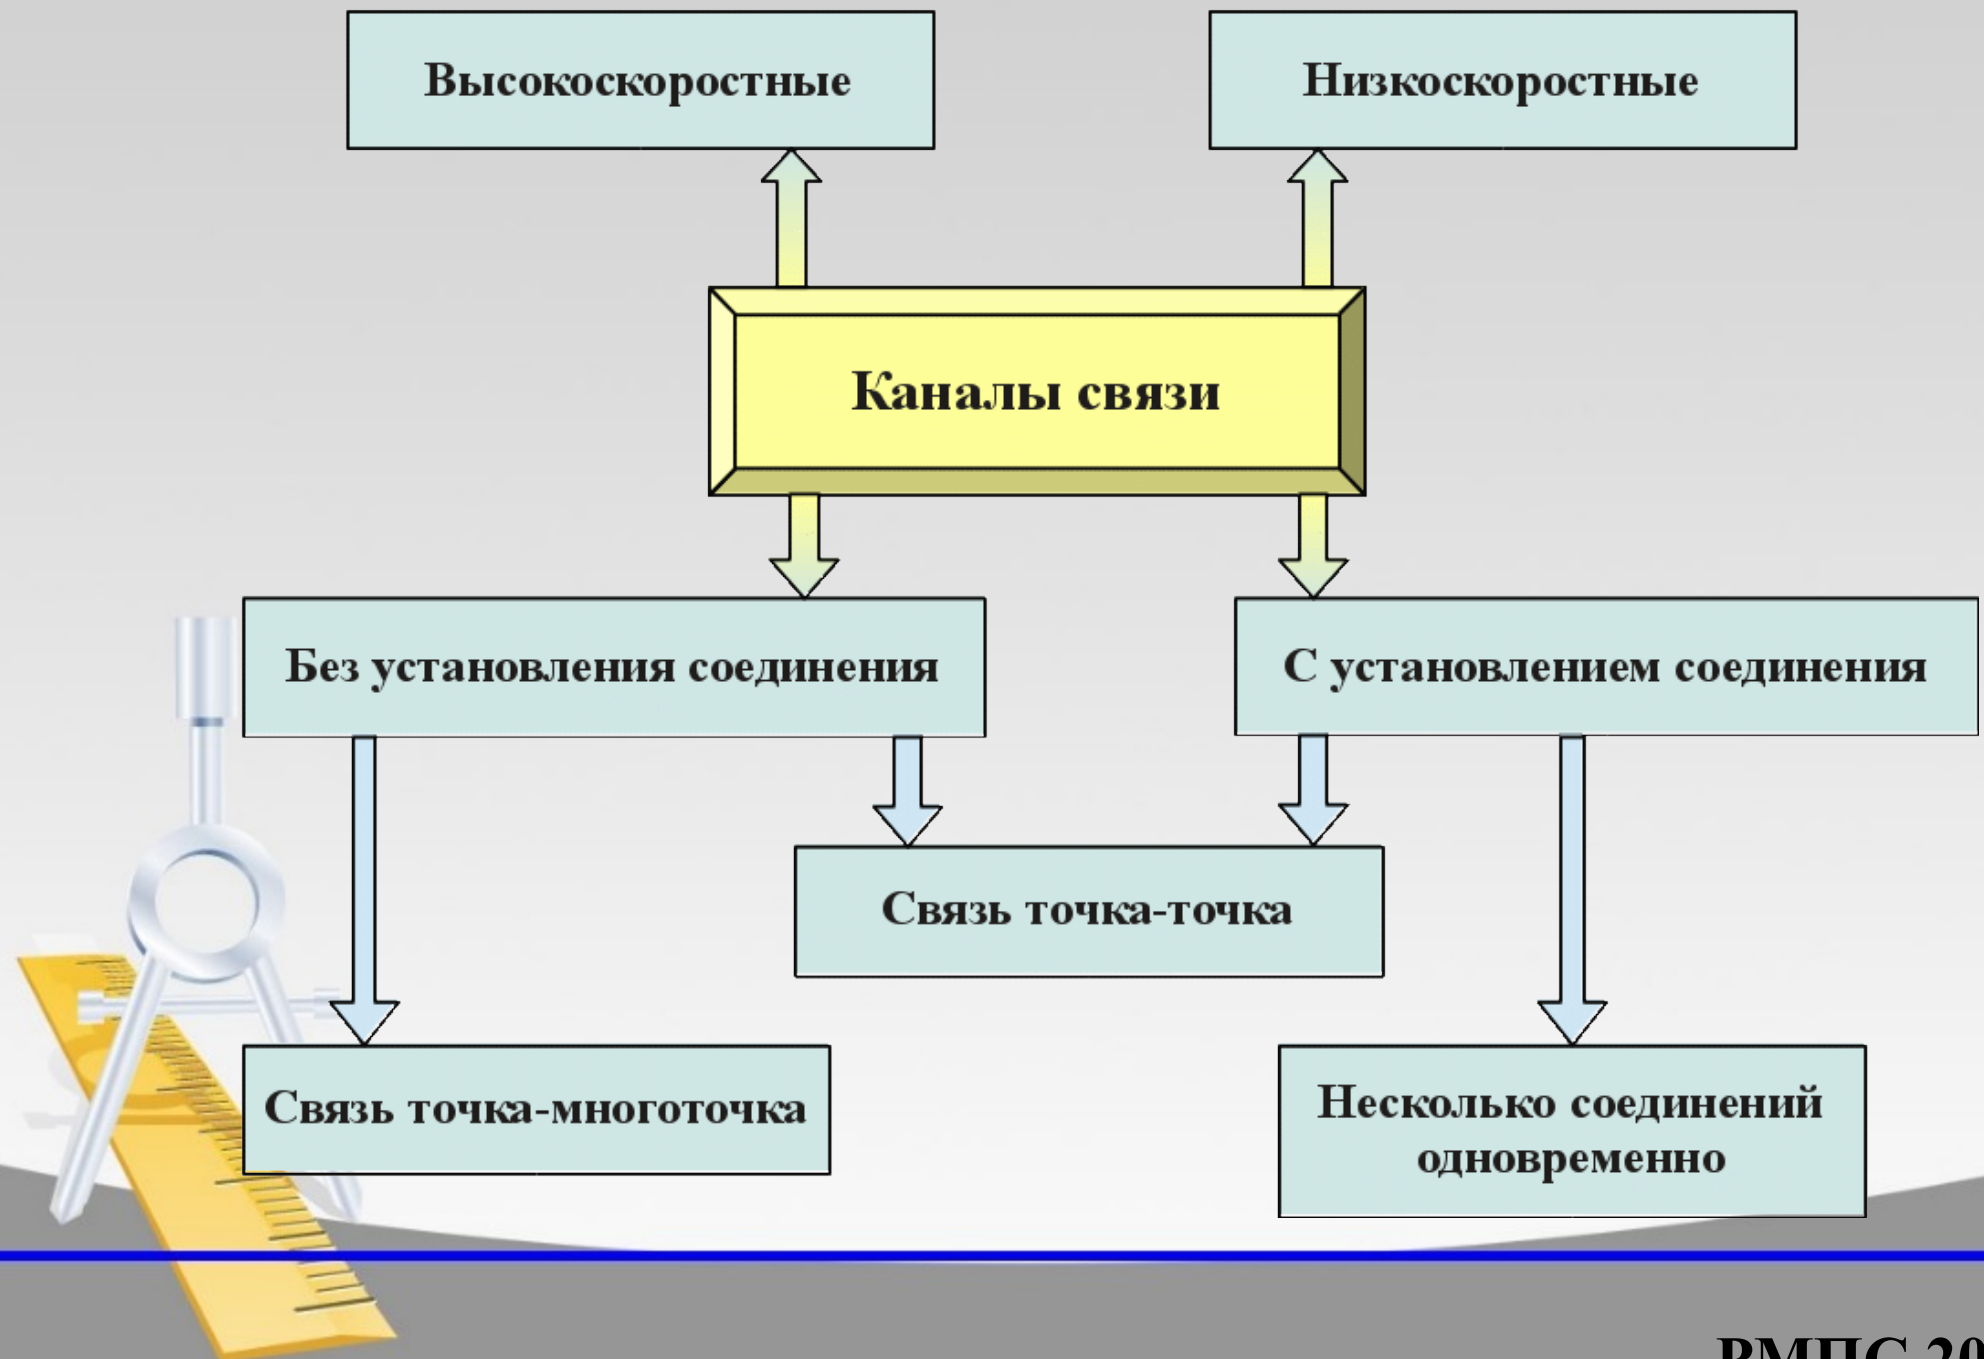 Высокоскоростные
Низкоскоростные
Каналы связи
Без установления соединения
С установлением соединения
Связь точка-точка
Связь точка-многоточка
Несколько соединений
одновременно